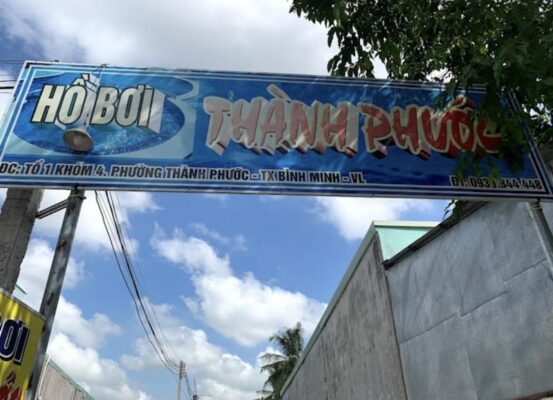 HỒ BƠI
THÀNH PHƯỚC
ĐC: TỔ 1 KHÓM 4, PHƯỜNG THÀNH PHƯỚC - TX BÌNH MINH - VL
ĐT: 0931 844 448